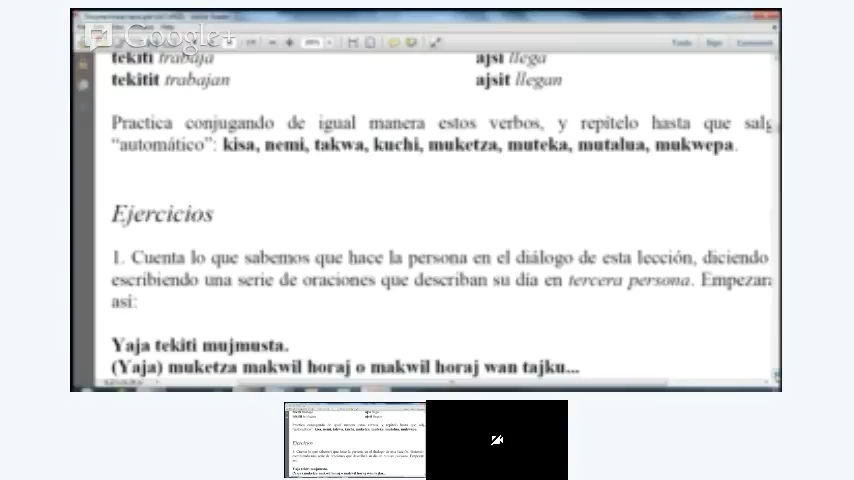 Google+
tekiti trabaja
ajsi llega
tekitit trabajan
ajsit llegan
Practica conjugando de igual manera estos verbos, y repítelo hasta que salg
“automático”: kisa, nemi, takwa, kuchi, muketza, muteka, mutalua, mukwepa.
Ejercicios
1. Cuenta lo que sabemos que hace la persona en el diálogo de esta lección, diciendo
escribiendo una serie de oraciones que describan su día en tercera persona. Empezar
así:
Yaja tekiti mujmusta.
(Yaja) muketza makwil horaj o makwil horaj wan tajku...